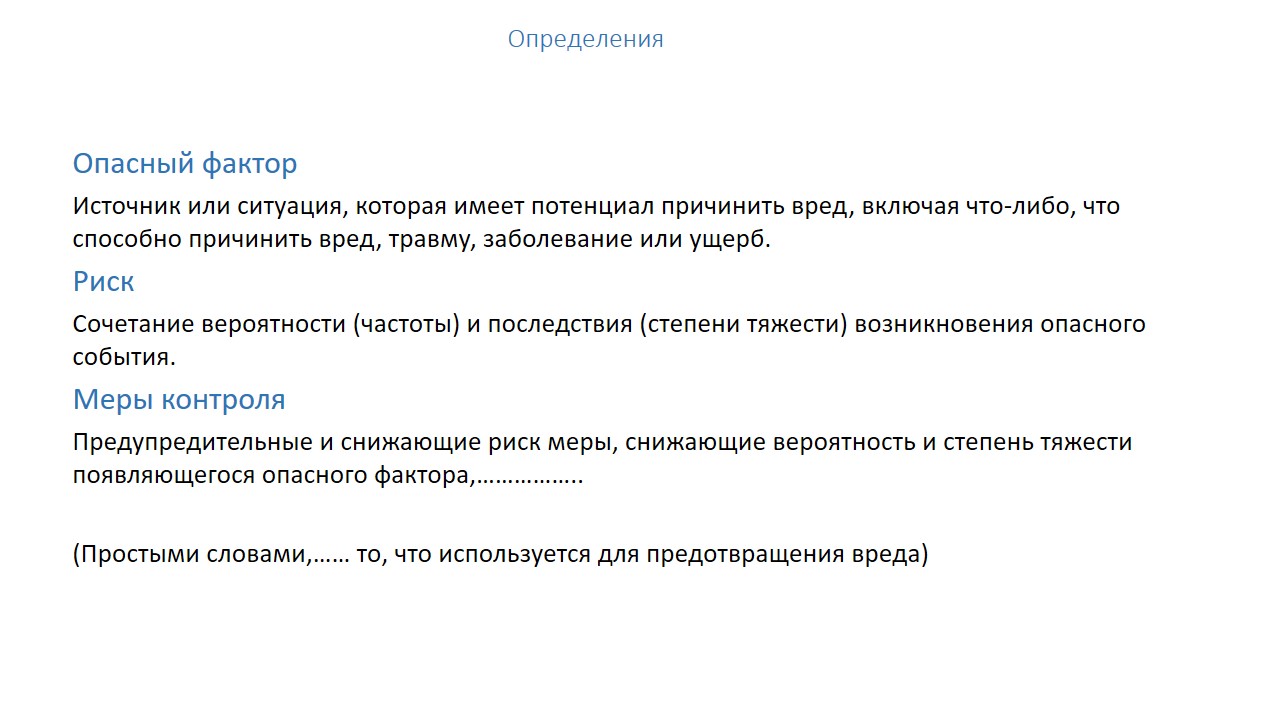 Определения
Опасный фактор
Источник или ситуация, которая имеет потенциал причинить вред, включая что-либо, что
способно причинить вред, травму, заболевание или ущерб.
Риск
Сочетание вероятности (частоты) и последствия (степени тяжести) возникновения опасного
события.
Меры контроля
Предупредительные и снижающие риск меры, снижающие вероятность и степень тяжести
появляющегося опасного фактора,……………..
(Простыми словами,…… то, что используется для предотвращения вреда)